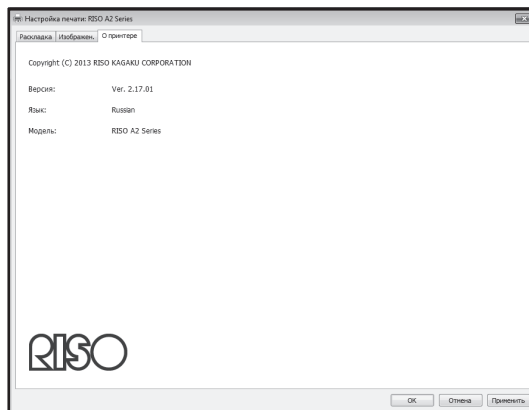 Настройка печати: RISO A2 Series
Раскладка Изображен. О принтере
Copyright (C) 2013 RISO KAGAKU CORPORATION
Версия: Ver. 2.17.01
Язык: Russian
Модель: RISO A2 Series
RISO
OK Отмена Применить